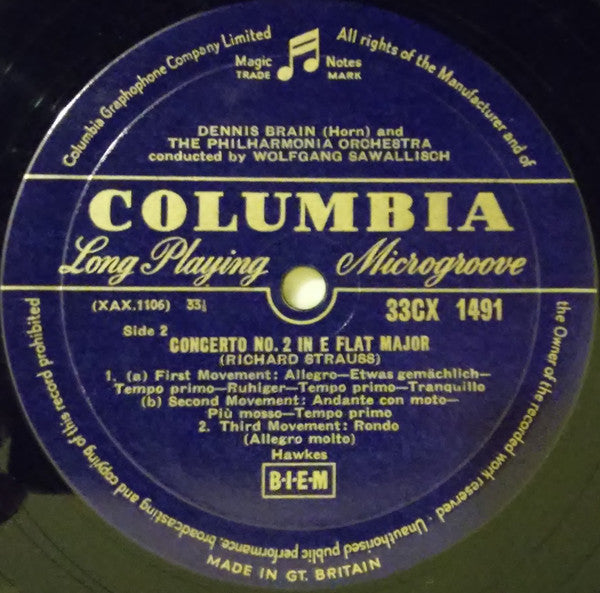 Columbia Graphophone Company Limited
Magic Notes
TRADE MARK
All rights of the Manufacturer and of
DENNIS BRAIN (Horn) and
THE PHILHARMONIA ORCHESTRA
conducted by WOLFGANG SAWALLISCH
COLUMBIA
Long Playing Microgroove
(XAX.1106) 33⅓
33CX 1491
Side 2
CONCERTO NO. 2 IN E FLAT MAJOR
(RICHARD STRAUSS)
1. (a) First Movement: Allegro—Etwas gemächlich—
Tempo primo—Ruhiger—Tempo primo—Tranquillo
(b) Second Movement: Andante con moto—
Più mosso—Tempo primo
2. Third Movement: Rondo
(Allegro molto)
Hawkes
B·I·E·M
the Owner of the recorded work reserved · Unauthorised public performance, broadcasting and copying of this record prohibited
MADE IN GT. BRITAIN